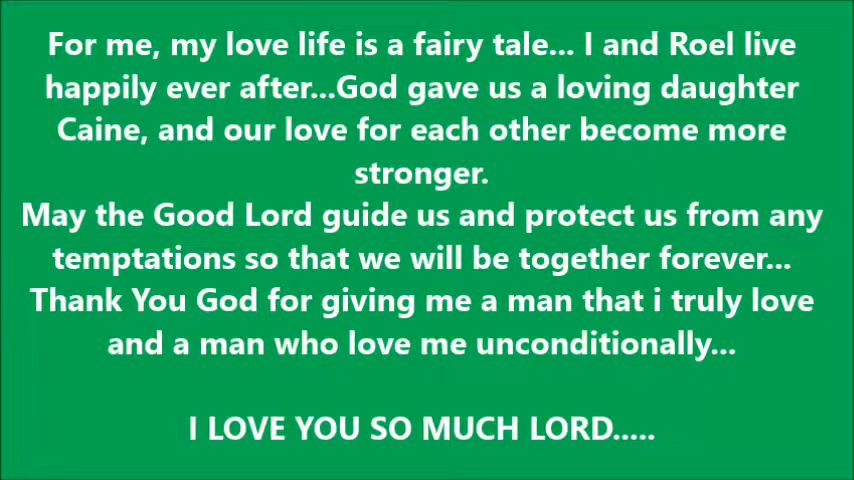 For me, my love life is a fairy tale... I and Roel live
happily ever after...God gave us a loving daughter
Caine, and our love for each other become more
stronger.
May the Good Lord guide us and protect us from any
temptations so that we will be together forever...
Thank You God for giving me a man that i truly love
and a man who love me unconditionally...
I LOVE YOU SO MUCH LORD.....